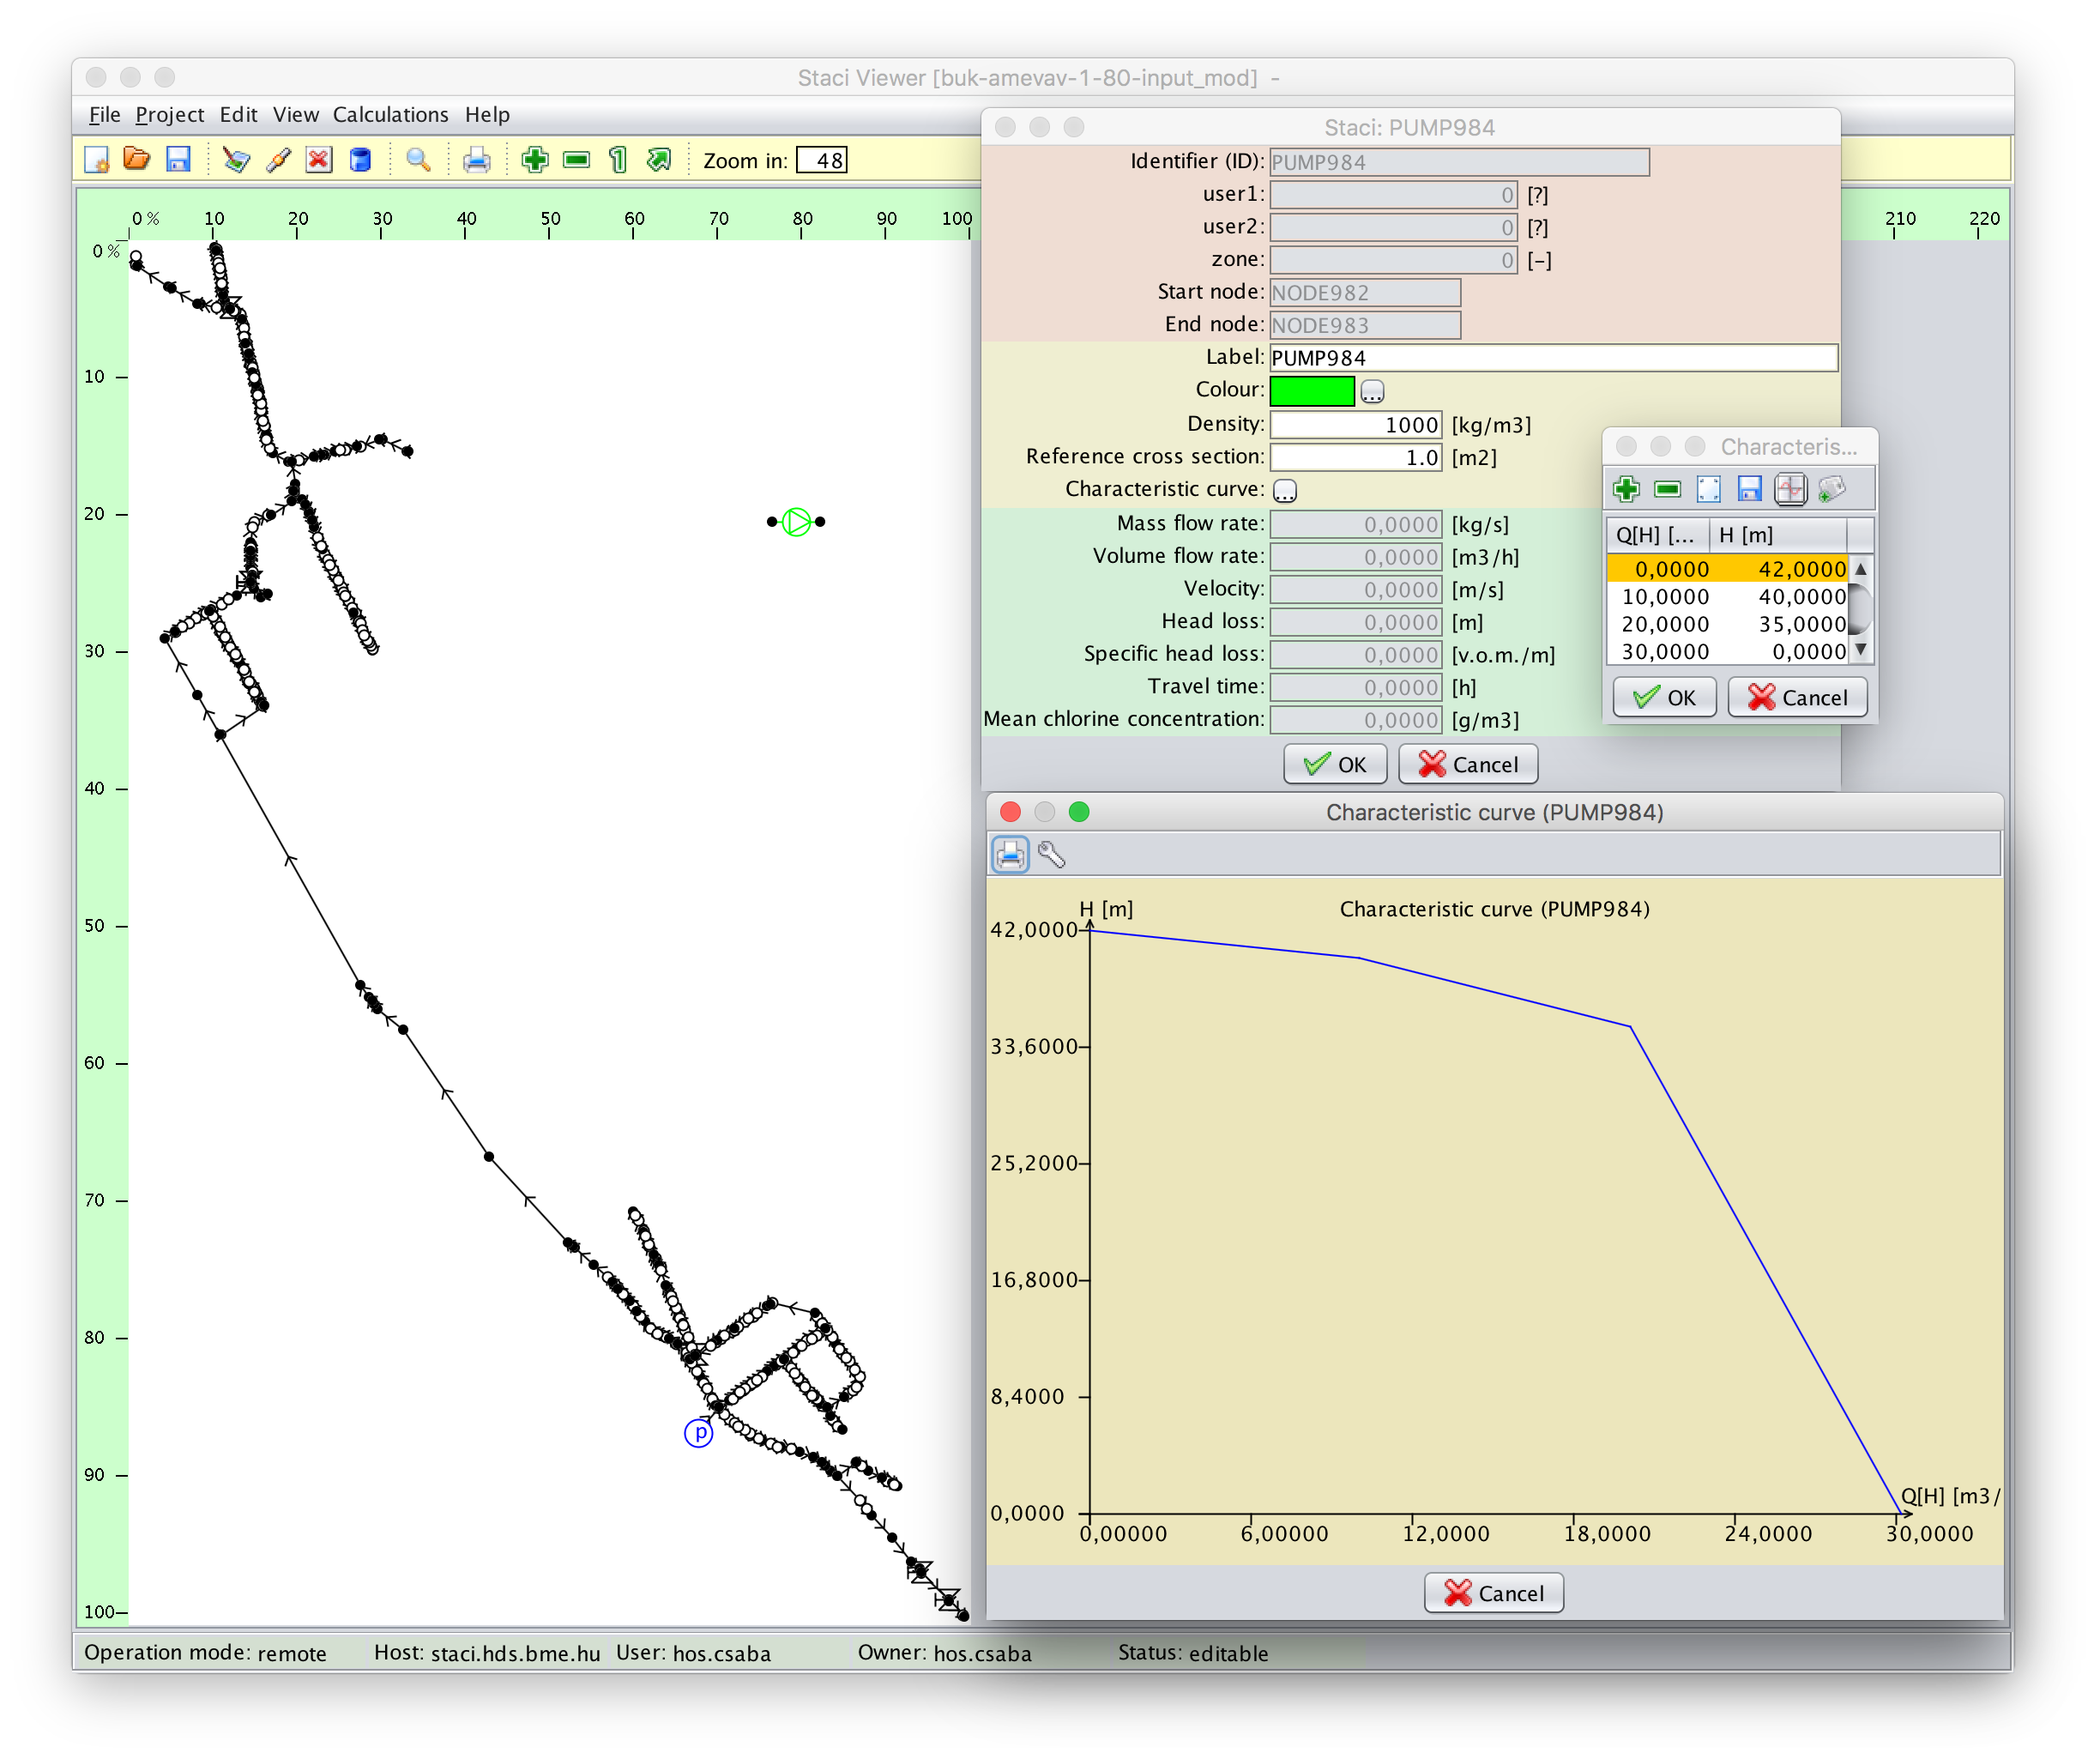 Staci Viewer [buk-amevav-1-80-input_mod]  -
File Project Edit View Calculations Help
Zoom in: 48
0 % 10 20 30 40 50 60 70 80 90 100 210 220
0 %
10
20
30
40
50
60
70
80
90
100
p
Staci: PUMP984
Identifier (ID): PUMP984
user1: 0 [?]
user2: 0 [?]
zone: 0 [-]
Start node: NODE982
End node: NODE983
Label: PUMP984
Colour: ...
Density: 1000 [kg/m3]
Reference cross section: 1.0 [m2]
Characteristic curve: ...
Mass flow rate: 0,0000 [kg/s]
Volume flow rate: 0,0000 [m3/h]
Velocity: 0,0000 [m/s]
Head loss: 0,0000 [m]
Specific head loss: 0,0000 [v.o.m./m]
Travel time: 0,0000 [h]
Mean chlorine concentration: 0,0000 [g/m3]
OK Cancel
Characteris...
Q[H] [... H [m]
0,0000 42,0000
10,0000 40,0000
20,0000 35,0000
30,0000 0,0000
OK Cancel
Characteristic curve (PUMP984)
H [m] Characteristic curve (PUMP984)
42,0000
33,6000
25,2000
16,8000
8,4000
0,0000
Q[H] [m3/
0,00000 6,00000 12,0000 18,0000 24,0000 30,0000
Cancel
Operation mode: remote Host: staci.hds.bme.hu User: hos.csaba Owner: hos.csaba Status: editable